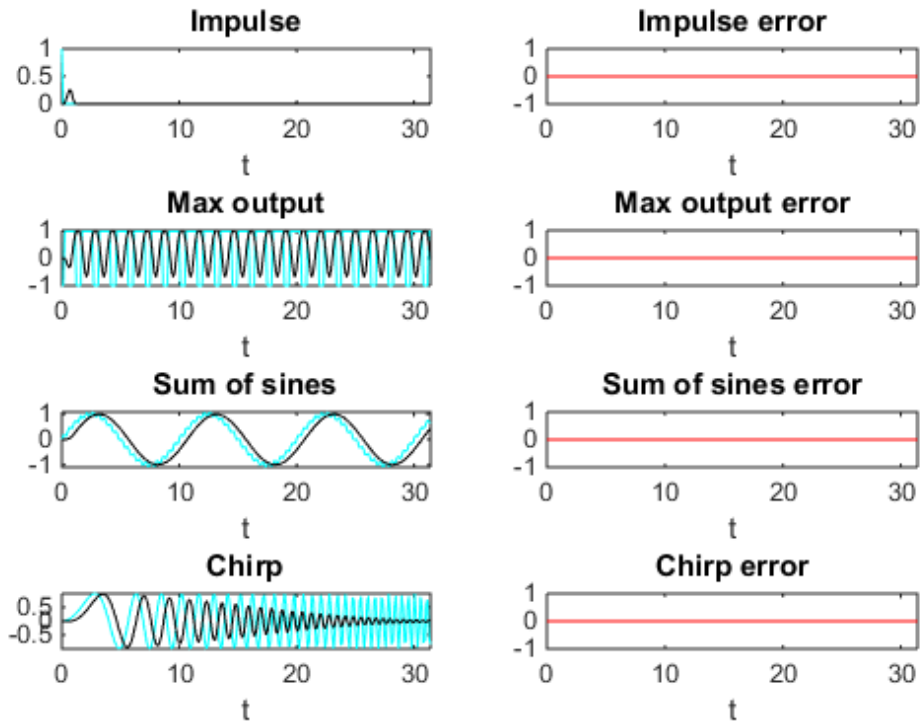 Impulse
1
0.5
0
0 10 20 30
t
Impulse error
1
0
-1
0 10 20 30
t
Max output
1
0
-1
0 10 20 30
t
Max output error
1
0
-1
0 10 20 30
t
Sum of sines
1
0
-1
0 10 20 30
t
Sum of sines error
1
0
-1
0 10 20 30
t
Chirp
0.5
0
-0.5
0 10 20 30
t
Chirp error
1
0
-1
0 10 20 30
t